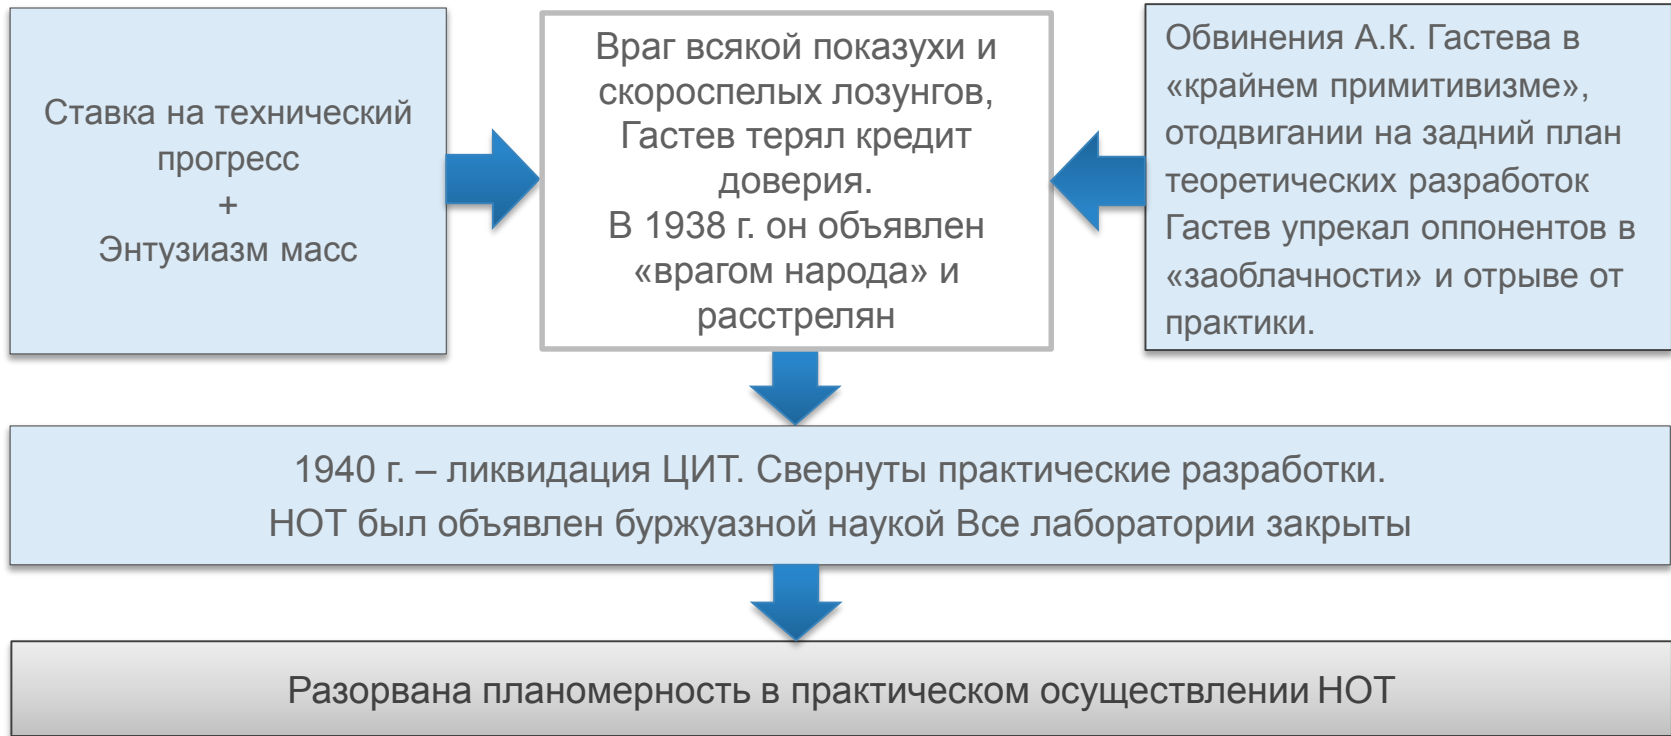 Ставка на технический
прогресс
+
Энтузиазм масс
Враг всякой показухи и
скороспелых лозунгов,
Гастев терял кредит
доверия.
В 1938 г. он объявлен
«врагом народа» и
расстрелян
Обвинения А.К. Гастева в
«крайнем примитивизме»,
отодвигании на задний план
теоретических разработок
Гастев упрекал оппонентов в
«заоблачности» и отрыве от
практики.
1940 г. – ликвидация ЦИТ. Свернуты практические разработки.
НОТ был объявлен буржуазной наукой Все лаборатории закрыты
Разорвана планомерность в практическом осуществлении НОТ